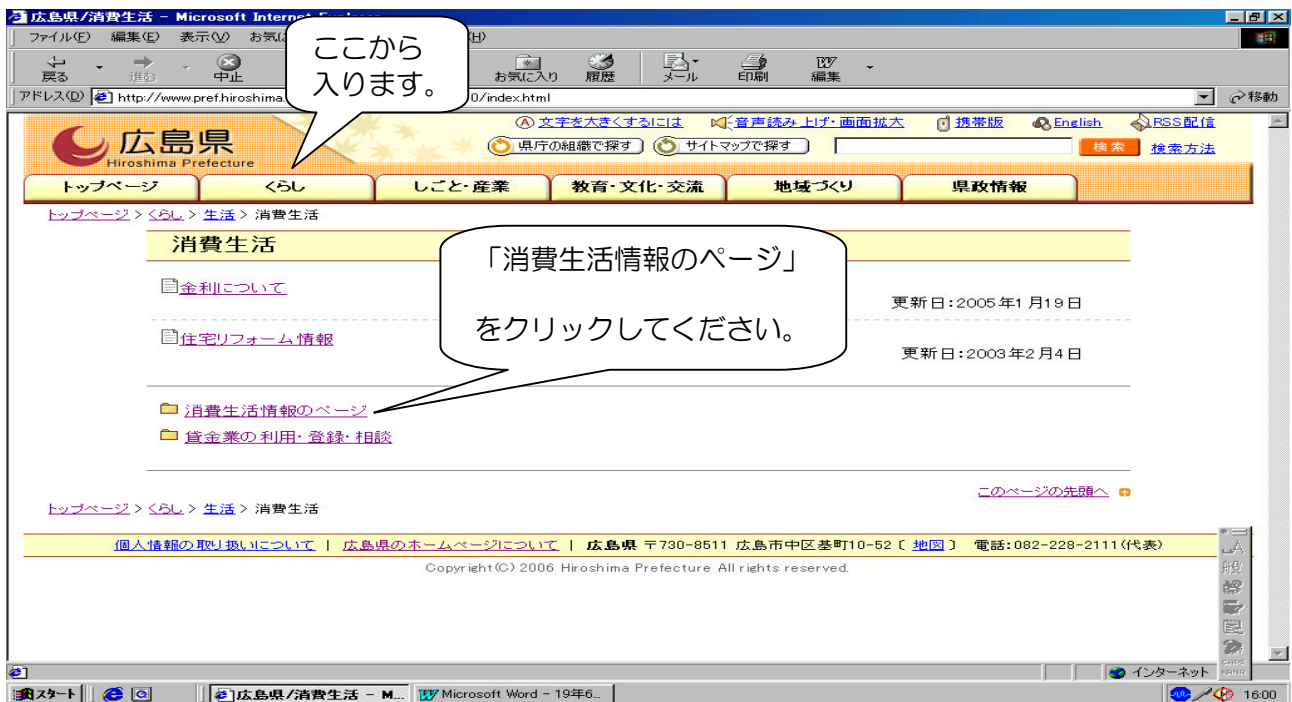 広島県/消費生活 - Microsoft Internet Explorer
ファイル(F) 編集(E) 表示(V) お気に (H)
戻る 進む 中止 お気に入り 履歴 メール 印刷 編集
アドレス(D) http://www.pref.hiroshima. 0/index.html 移動
ここから
入ります。
広島県
Hiroshima Prefecture
文字を大きくするには 音声読み上げ・画面拡大 携帯版 English RSS配信
県庁の組織で探す サイトマップで探す 検索 検索方法
トップページ くらし しごと・産業 教育・文化・交流 地域づくり 県政情報
トップページ > くらし > 生活 > 消費生活
消費生活
「消費生活情報のページ」
をクリックしてください。
金利について
更新日:2005年1月19日
住宅リフォーム情報
更新日:2003年2月4日
消費生活情報のページ
貸金業の利用・登録・相談
このページの先頭へ
トップページ > くらし > 生活 > 消費生活
個人情報の取り扱いについて | 広島県のホームページについて | 広島県 〒730-8511 広島市中区基町10-52〔 地図 〕 電話:082-228-2111(代表)
Copyright(C) 2006 Hiroshima Prefecture All rights reserved.
A
般
CAPS
KANA
インターネット
スタート 広島県/消費生活 - M... Microsoft Word - 19年6... 16:00